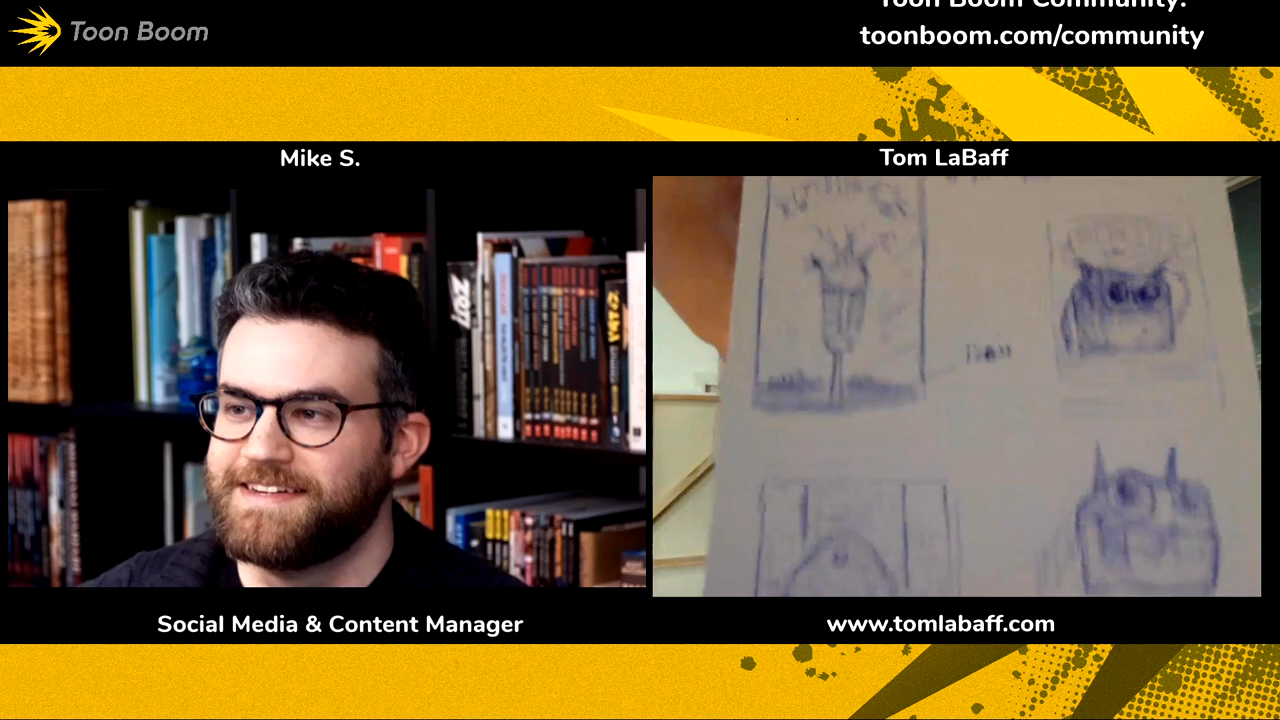 Toon Boom
Toon Boom Community:
toonboom.com/community
Mike S.
Tom LaBaff
Social Media & Content Manager
www.tomlabaff.com